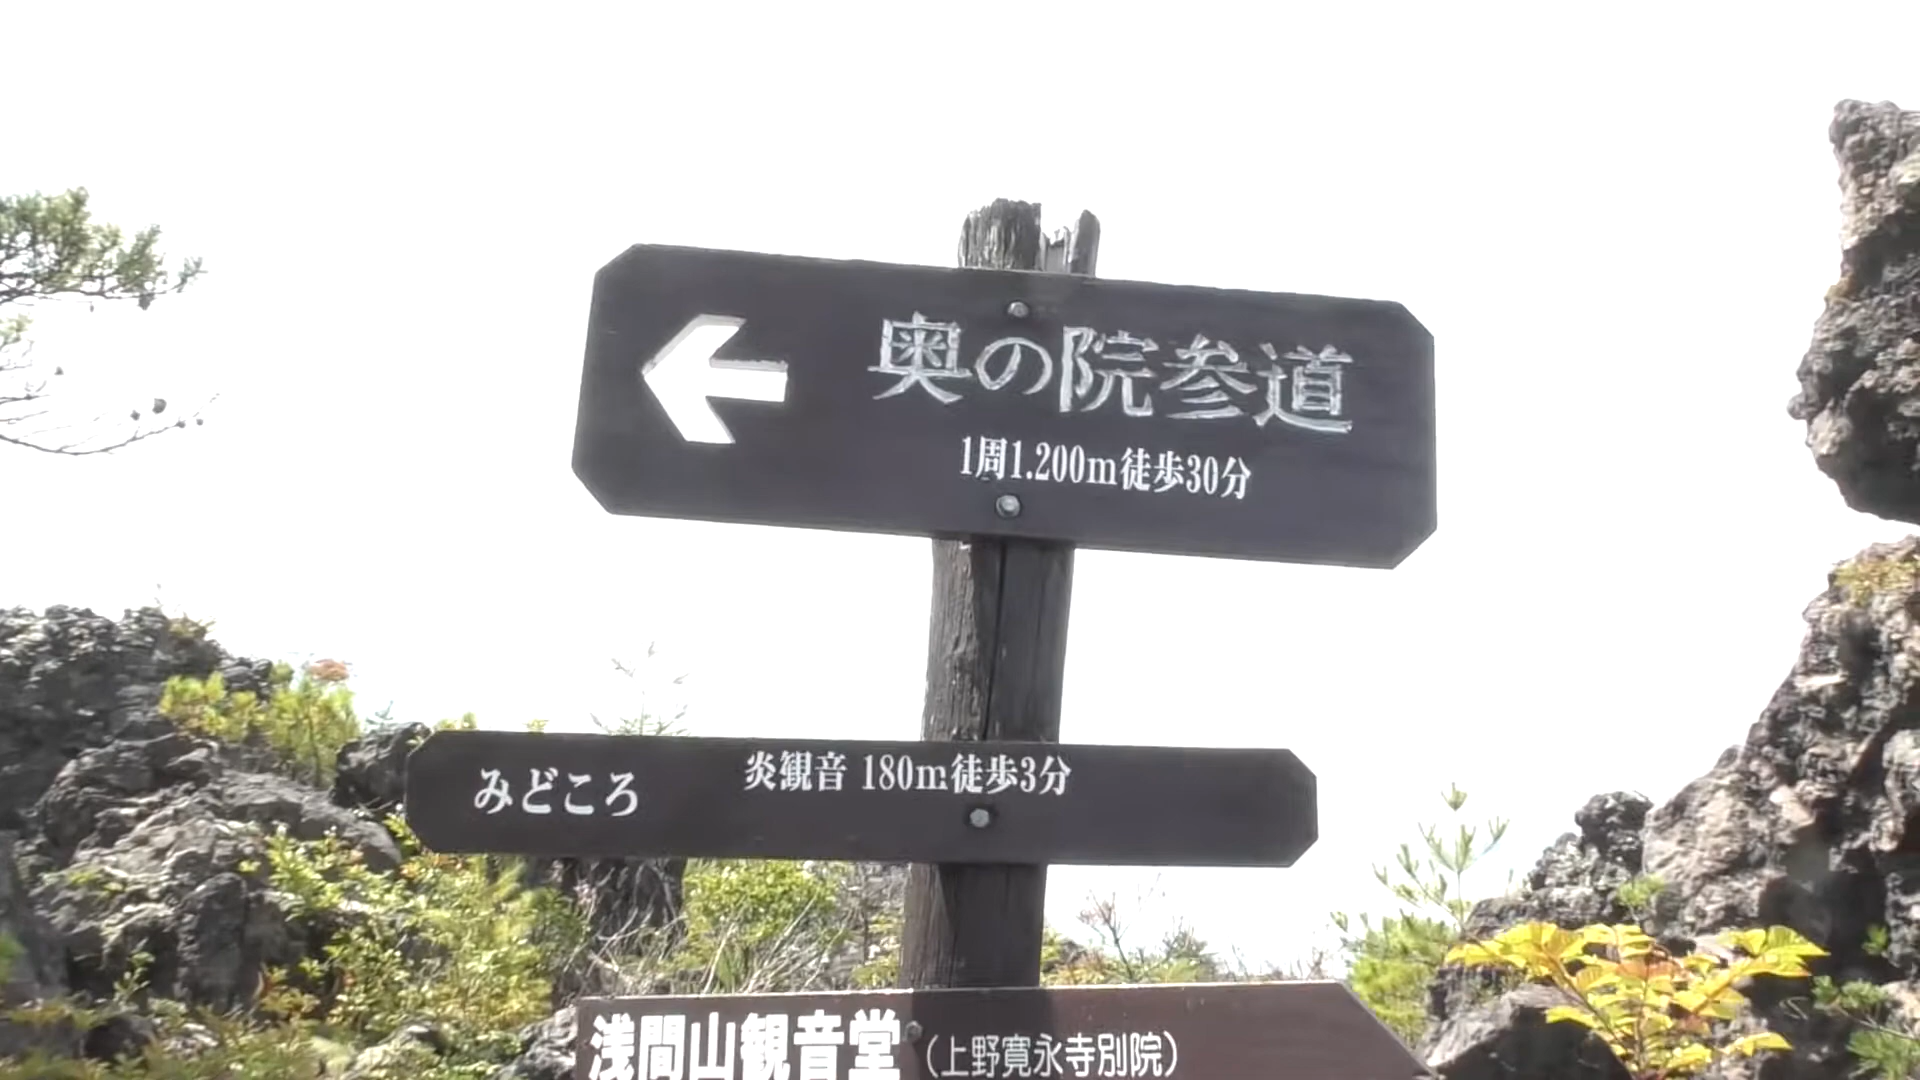 奥の院参道
1周1.200m徒歩30分
みどころ 炎観音 180m徒歩3分
浅間山観音堂(上野寛永寺別院)